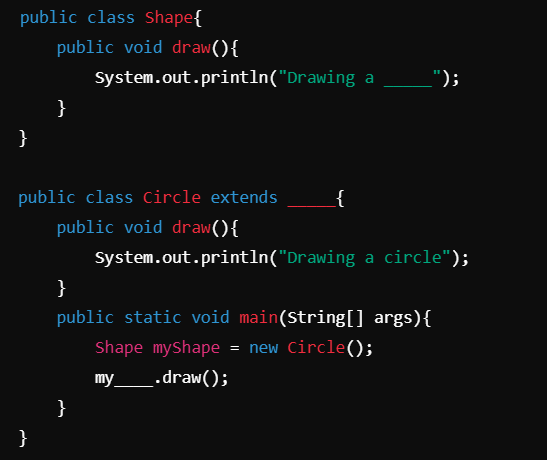 public class Shape{
    public void draw(){
        System.out.println("Drawing a _____");
    }
}

public class Circle extends _____{
    public void draw(){
        System.out.println("Drawing a circle");
    }
    public static void main(String[] args){
        Shape myShape = new Circle();
        my____.draw();
    }
}